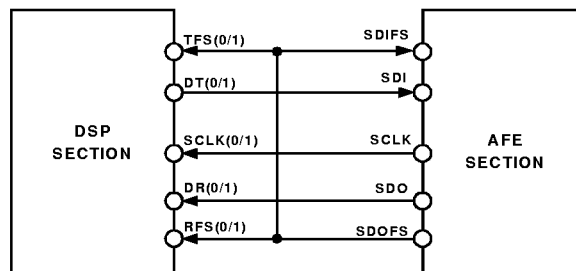 TFS(0/1) SDIFS
DT(0/1) SDI
DSP
SECTION
SCLK(0/1) SCLK
AFE
SECTION
DR(0/1) SDO
RFS(0/1) SDOFS